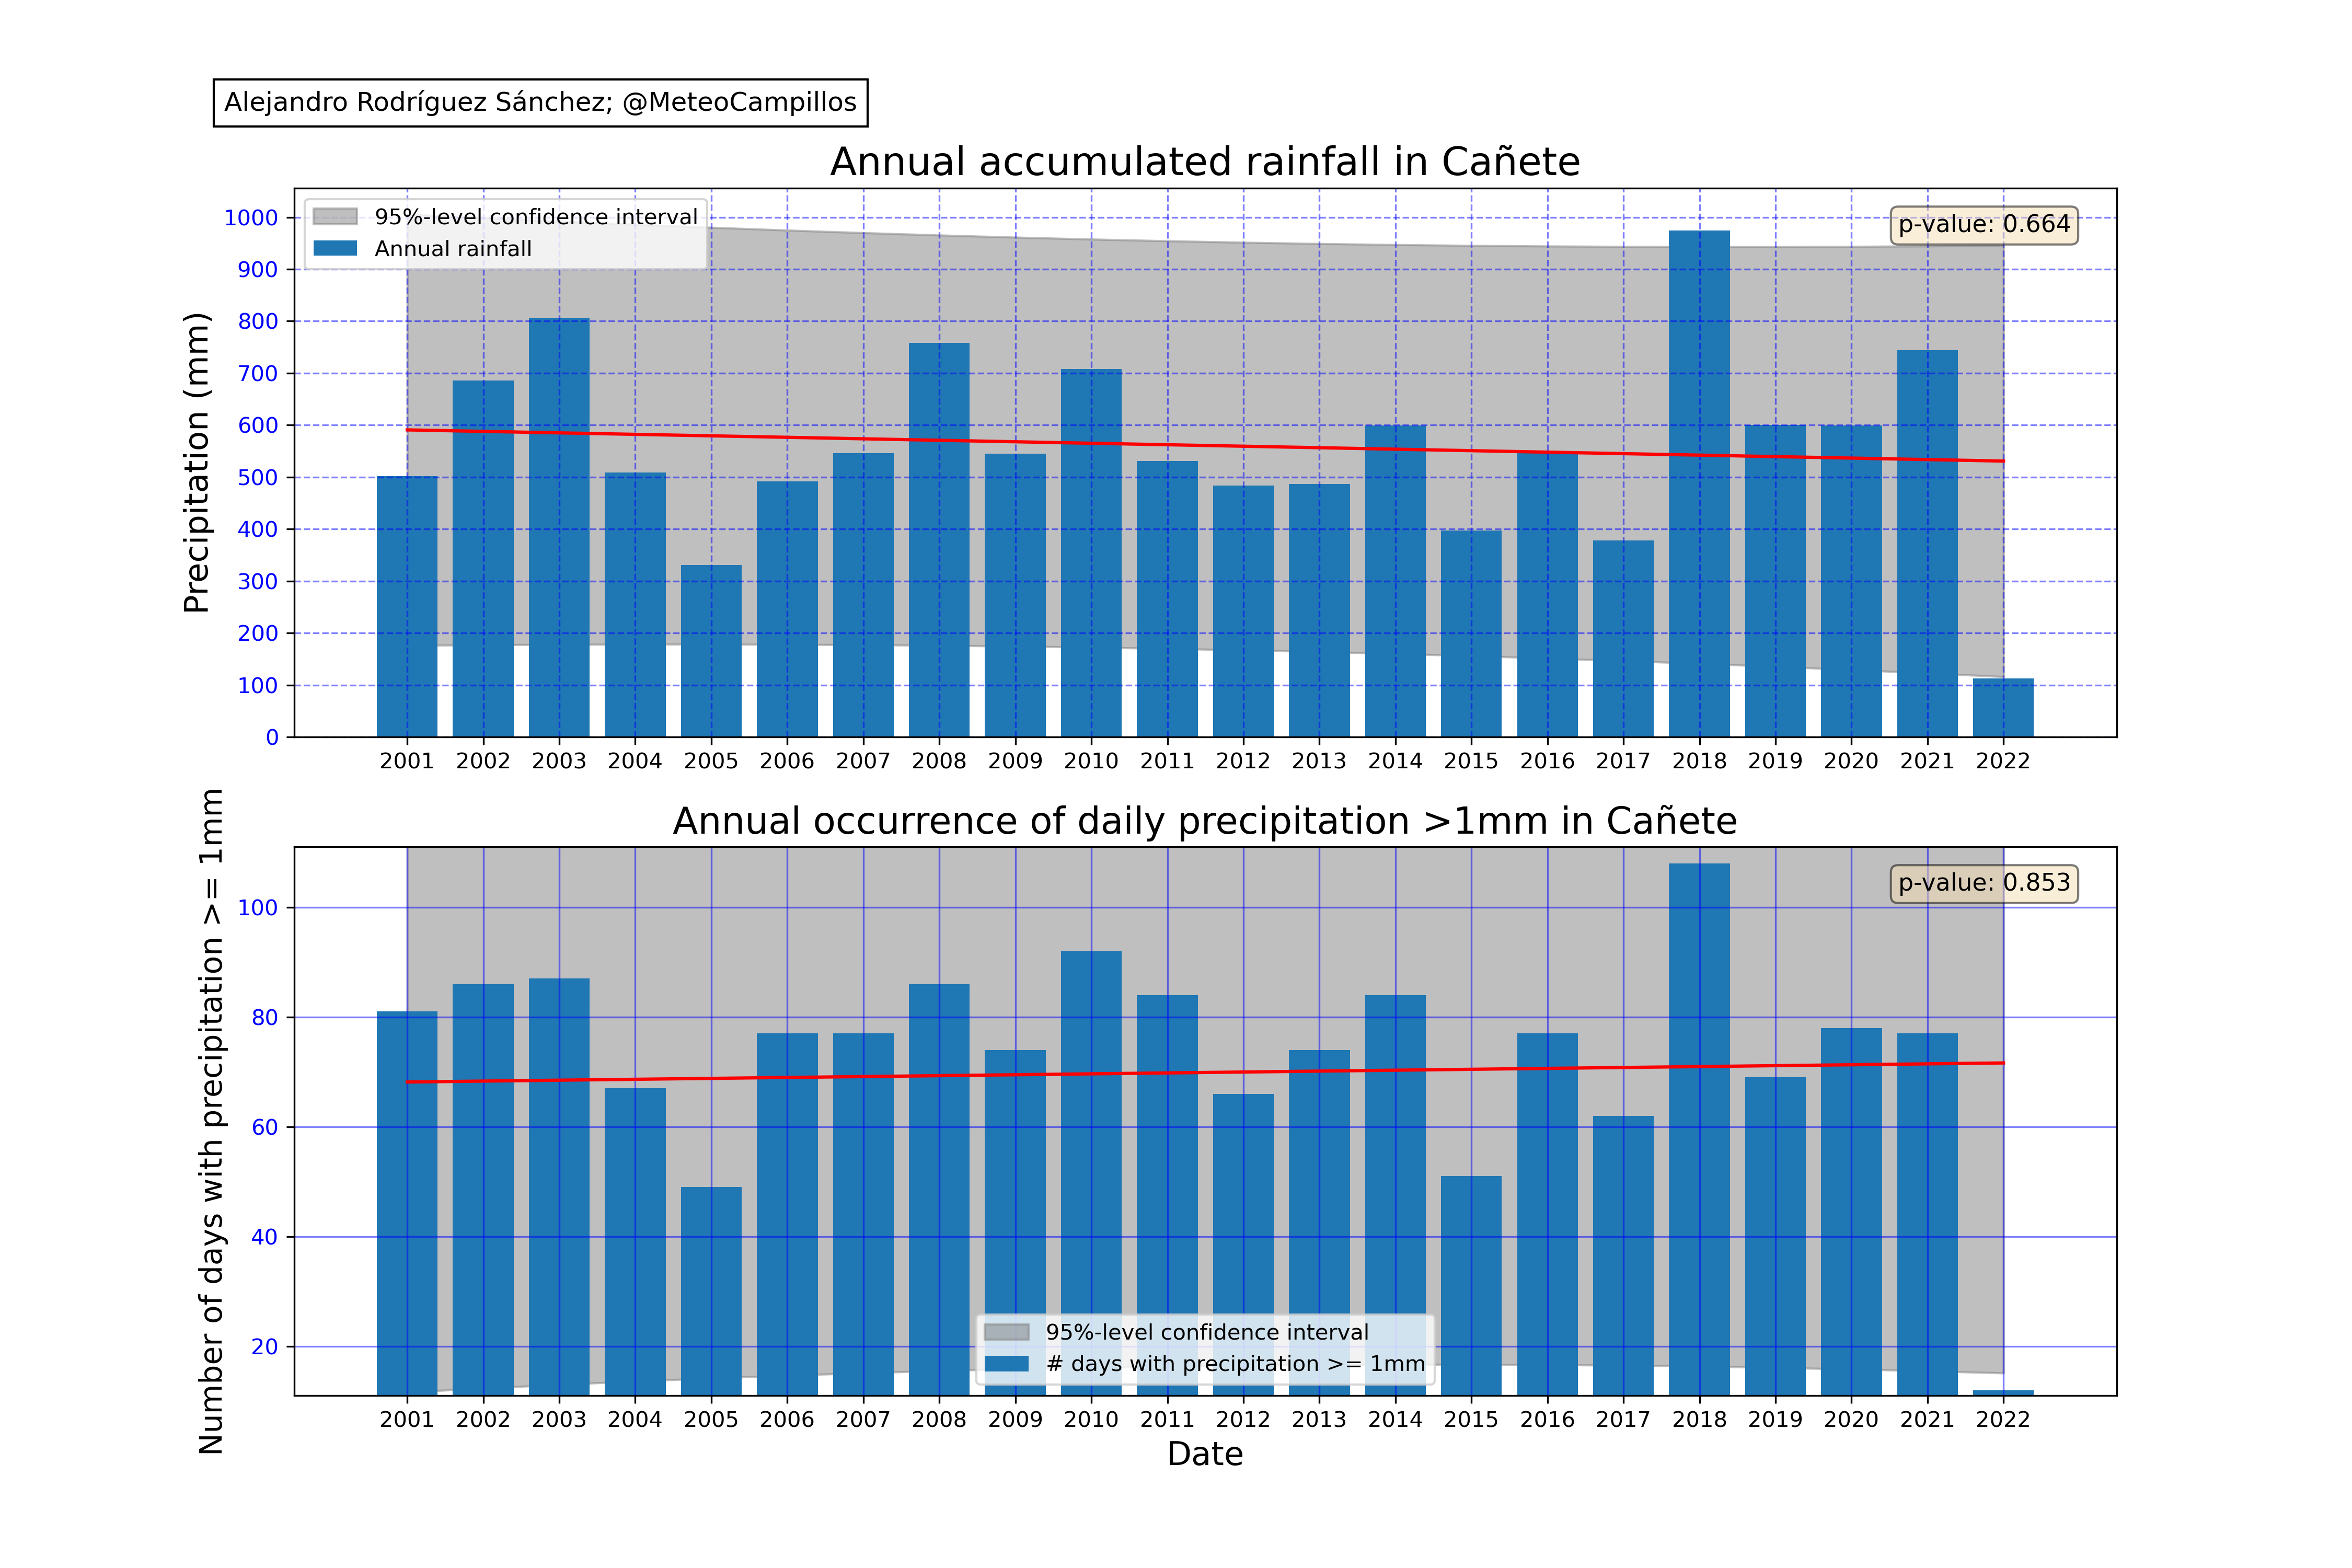 Alejandro Rodríguez Sánchez; @MeteoCampillos
Annual accumulated rainfall in Cañete
95%-level confidence interval
Annual rainfall
p-value: 0.664
Precipitation (mm)
1000
900
800
700
600
500
400
300
200
100
0
2001 2002 2003 2004 2005 2006 2007 2008 2009 2010 2011 2012 2013 2014 2015 2016 2017 2018 2019 2020 2021 2022
Annual occurrence of daily precipitation >1mm in Cañete
p-value: 0.853
Number of days with precipitation >= 1mm
100
80
60
40
20
95%-level confidence interval
# days with precipitation >= 1mm
2001 2002 2003 2004 2005 2006 2007 2008 2009 2010 2011 2012 2013 2014 2015 2016 2017 2018 2019 2020 2021 2022
Date